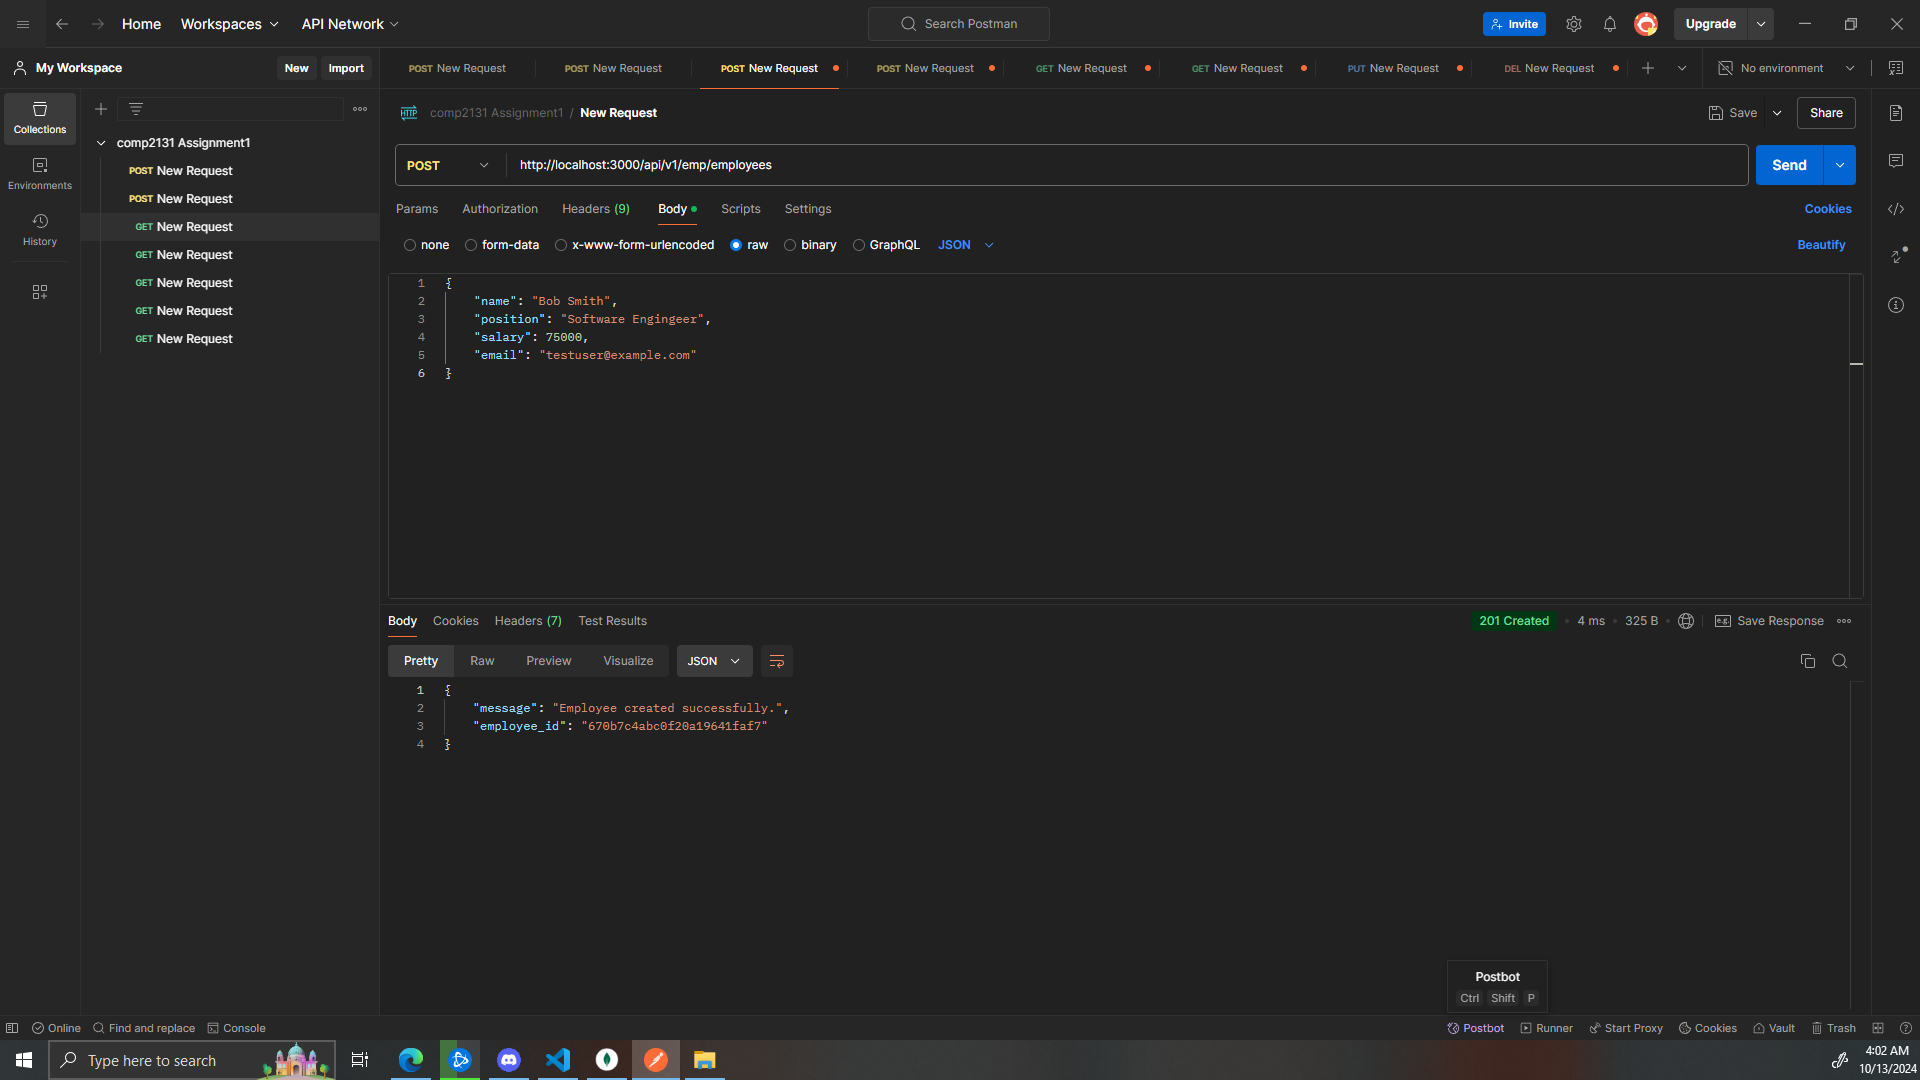 Home Workspaces API Network Search Postman Invite Upgrade
My Workspace New Import POST New Request POST New Request POST New Request POST New Request GET New Request GET New Request PUT New Request DEL New Request No environment
Collections
Environments
History
comp2131 Assignment1
POST New Request
POST New Request
GET New Request
GET New Request
GET New Request
GET New Request
GET New Request
HTTP comp2131 Assignment1 / New Request Save Share
POST http://localhost:3000/api/v1/emp/employees Send
Params Authorization Headers (9) Body Scripts Settings Cookies
none form-data x-www-form-urlencoded raw binary GraphQL JSON Beautify
1 {
2 "name": "Bob Smith",
3 "position": "Software Engingeer",
4 "salary": 75000,
5 "email": "testuser@example.com"
6 }
Body Cookies Headers (7) Test Results 201 Created 4 ms 325 B e.g. Save Response
Pretty Raw Preview Visualize JSON
1 {
2 "message": "Employee created successfully.",
3 "employee_id": "670b7c4abc0f20a19641faf7"
4 }
Postbot
Ctrl Shift P
Online Find and replace Console Postbot Runner Start Proxy Cookies Vault Trash
Type here to search
4:02 AM
10/13/2024